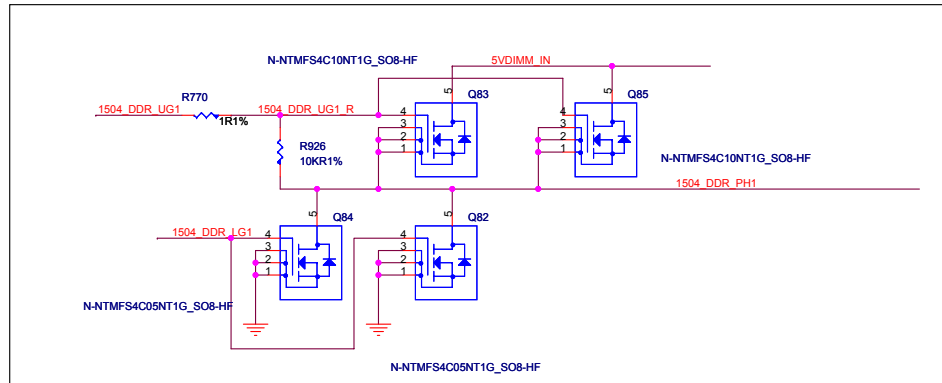 N-NTMFS4C10NT1G_SO8-HF
5VDIMM_IN
R770
1504_DDR_UG1
1R1%
1504_DDR_UG1_R
5
Q83
4
3
2
1
5
Q85
4
3
2
1
R926
10KR1%
N-NTMFS4C10NT1G_SO8-HF
1504_DDR_PH1
1504_DDR_LG1
5
Q84
4
3
2
1
5
Q82
4
3
2
1
N-NTMFS4C05NT1G_SO8-HF
N-NTMFS4C05NT1G_SO8-HF